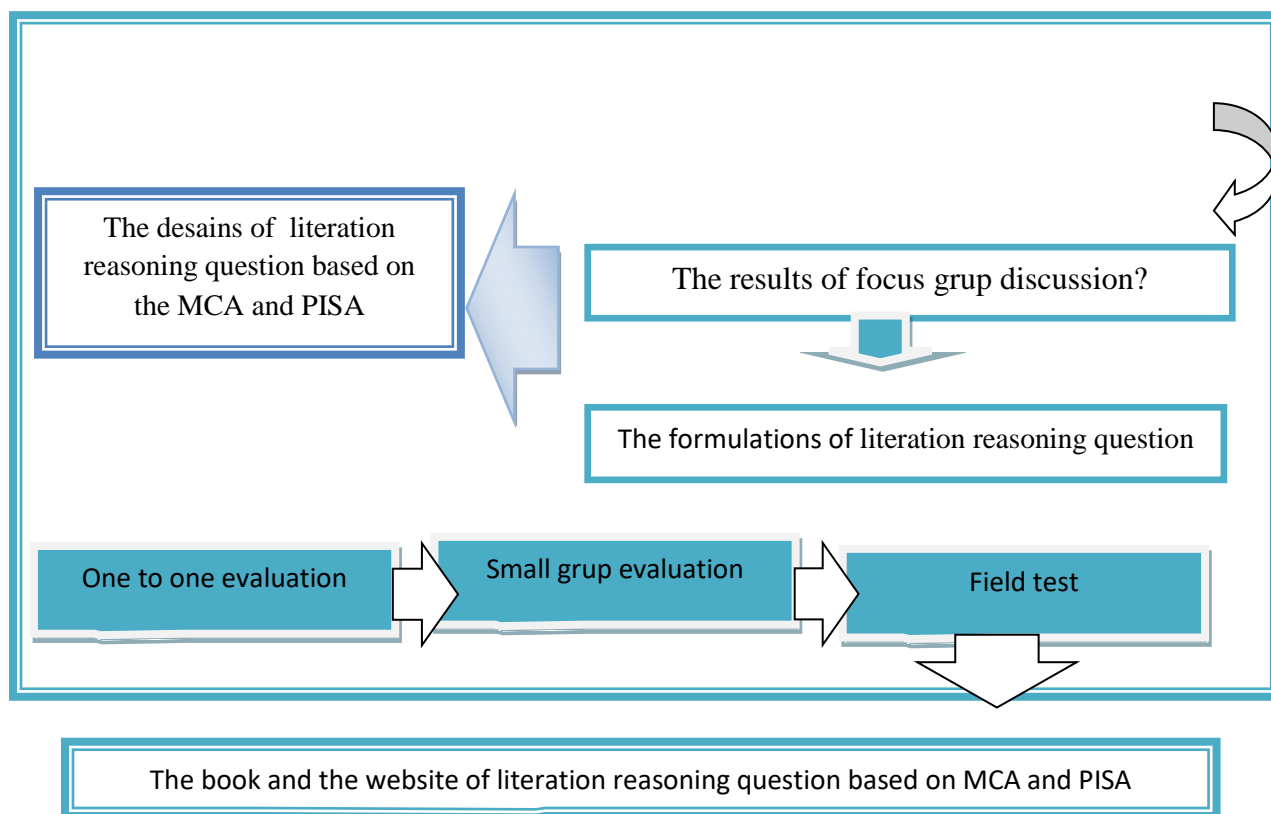 The desains of literation
reasoning question based on
the MCA and PISA
The results of focus grup discussion?
The formulations of literation reasoning question
One to one evaluation
Small grup evaluation
Field test
The book and the website of literation reasoning question based on MCA and PISA